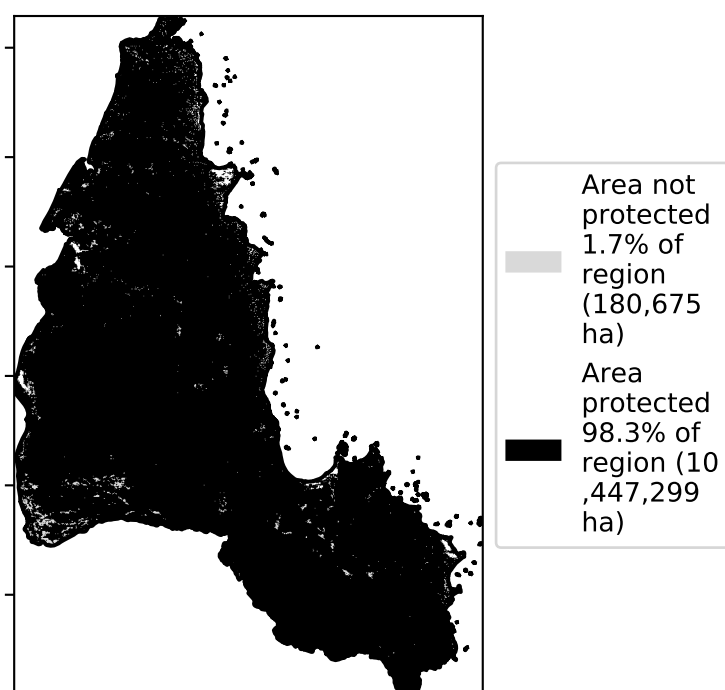 Area not
protected
1.7% of
region
(180,675
ha)
Area
protected
98.3% of
region (10
,447,299
ha)